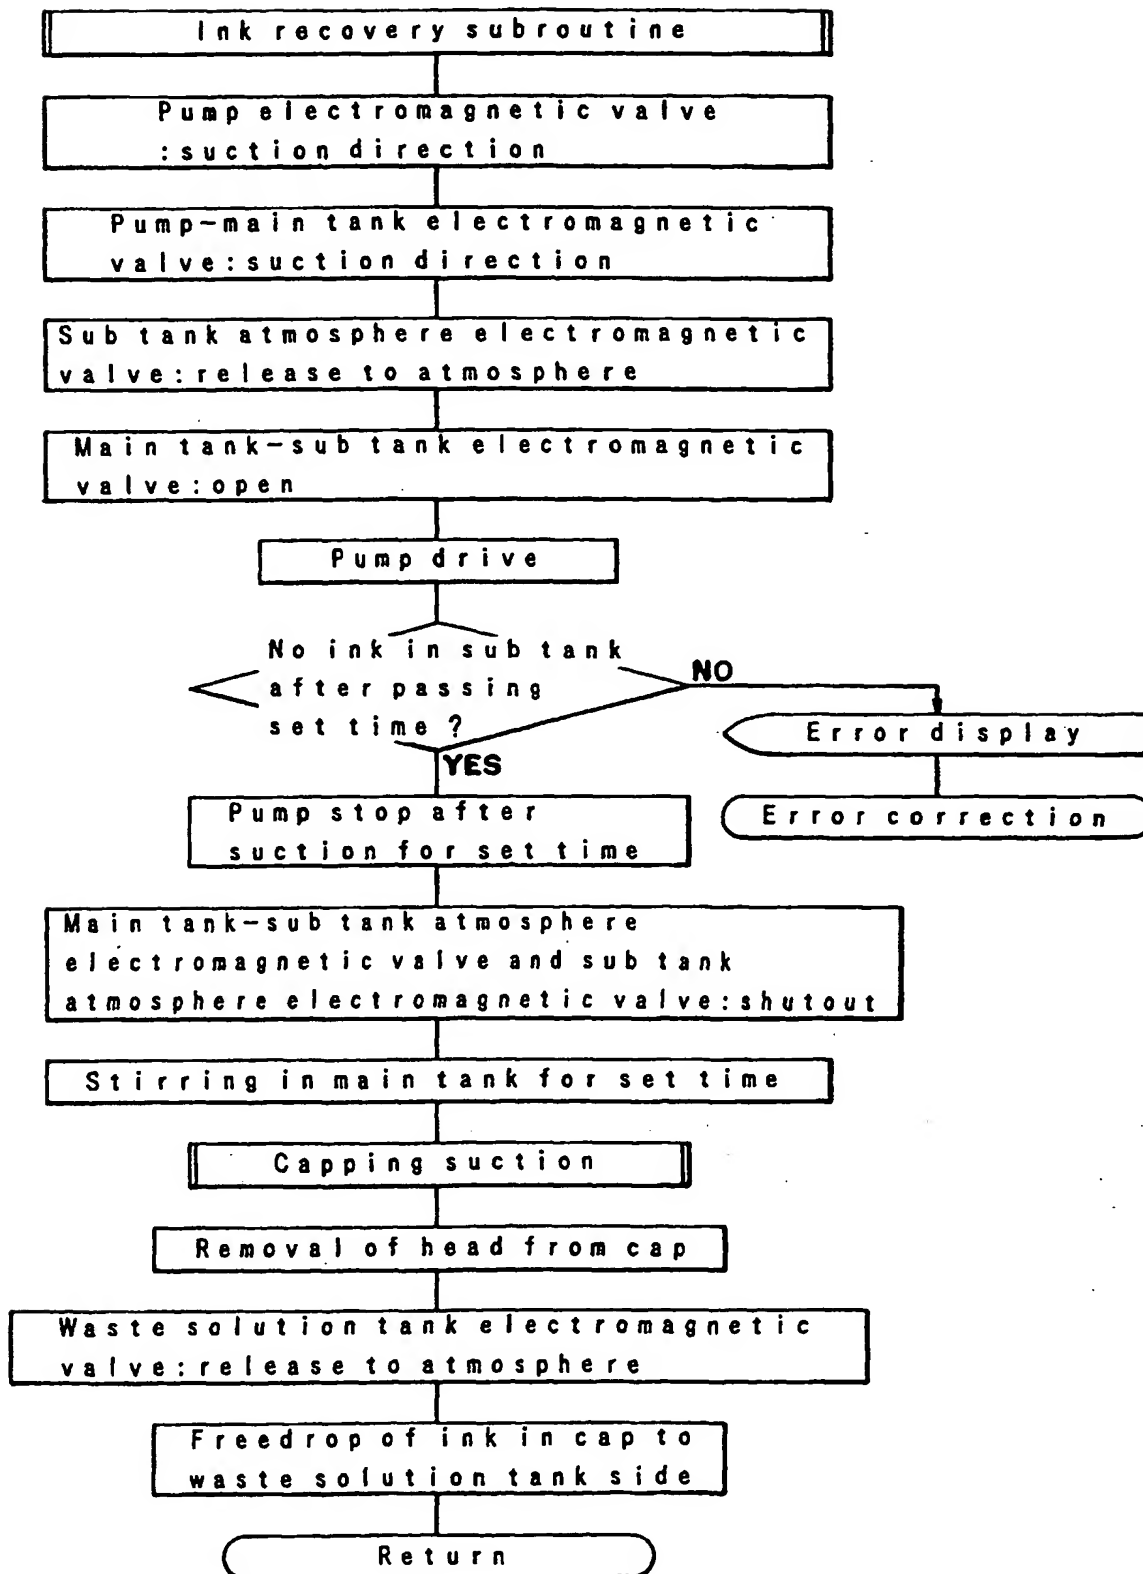 Ink recovery subroutine
Pump electromagnetic valve
:suction direction
Pump-main tank electromagnetic
valve:suction direction
Sub tank atmosphere electromagnetic
valve:release to atmosphere
Main tank-sub tank electromagnetic
valve:open
Pump drive
No ink in sub tank
after passing
set time?
NO
YES
Error display
Error correction
Pump stop after
suction for set time
Main tank-sub tank atmosphere
electromagnetic valve and sub tank
atmosphere electromagnetic valve:shutout
Stirring in main tank for set time
Capping suction
Removal of head from cap
Waste solution tank electromagnetic
valve:release to atmosphere
Freedrop of ink in cap to
waste solution tank side
Return